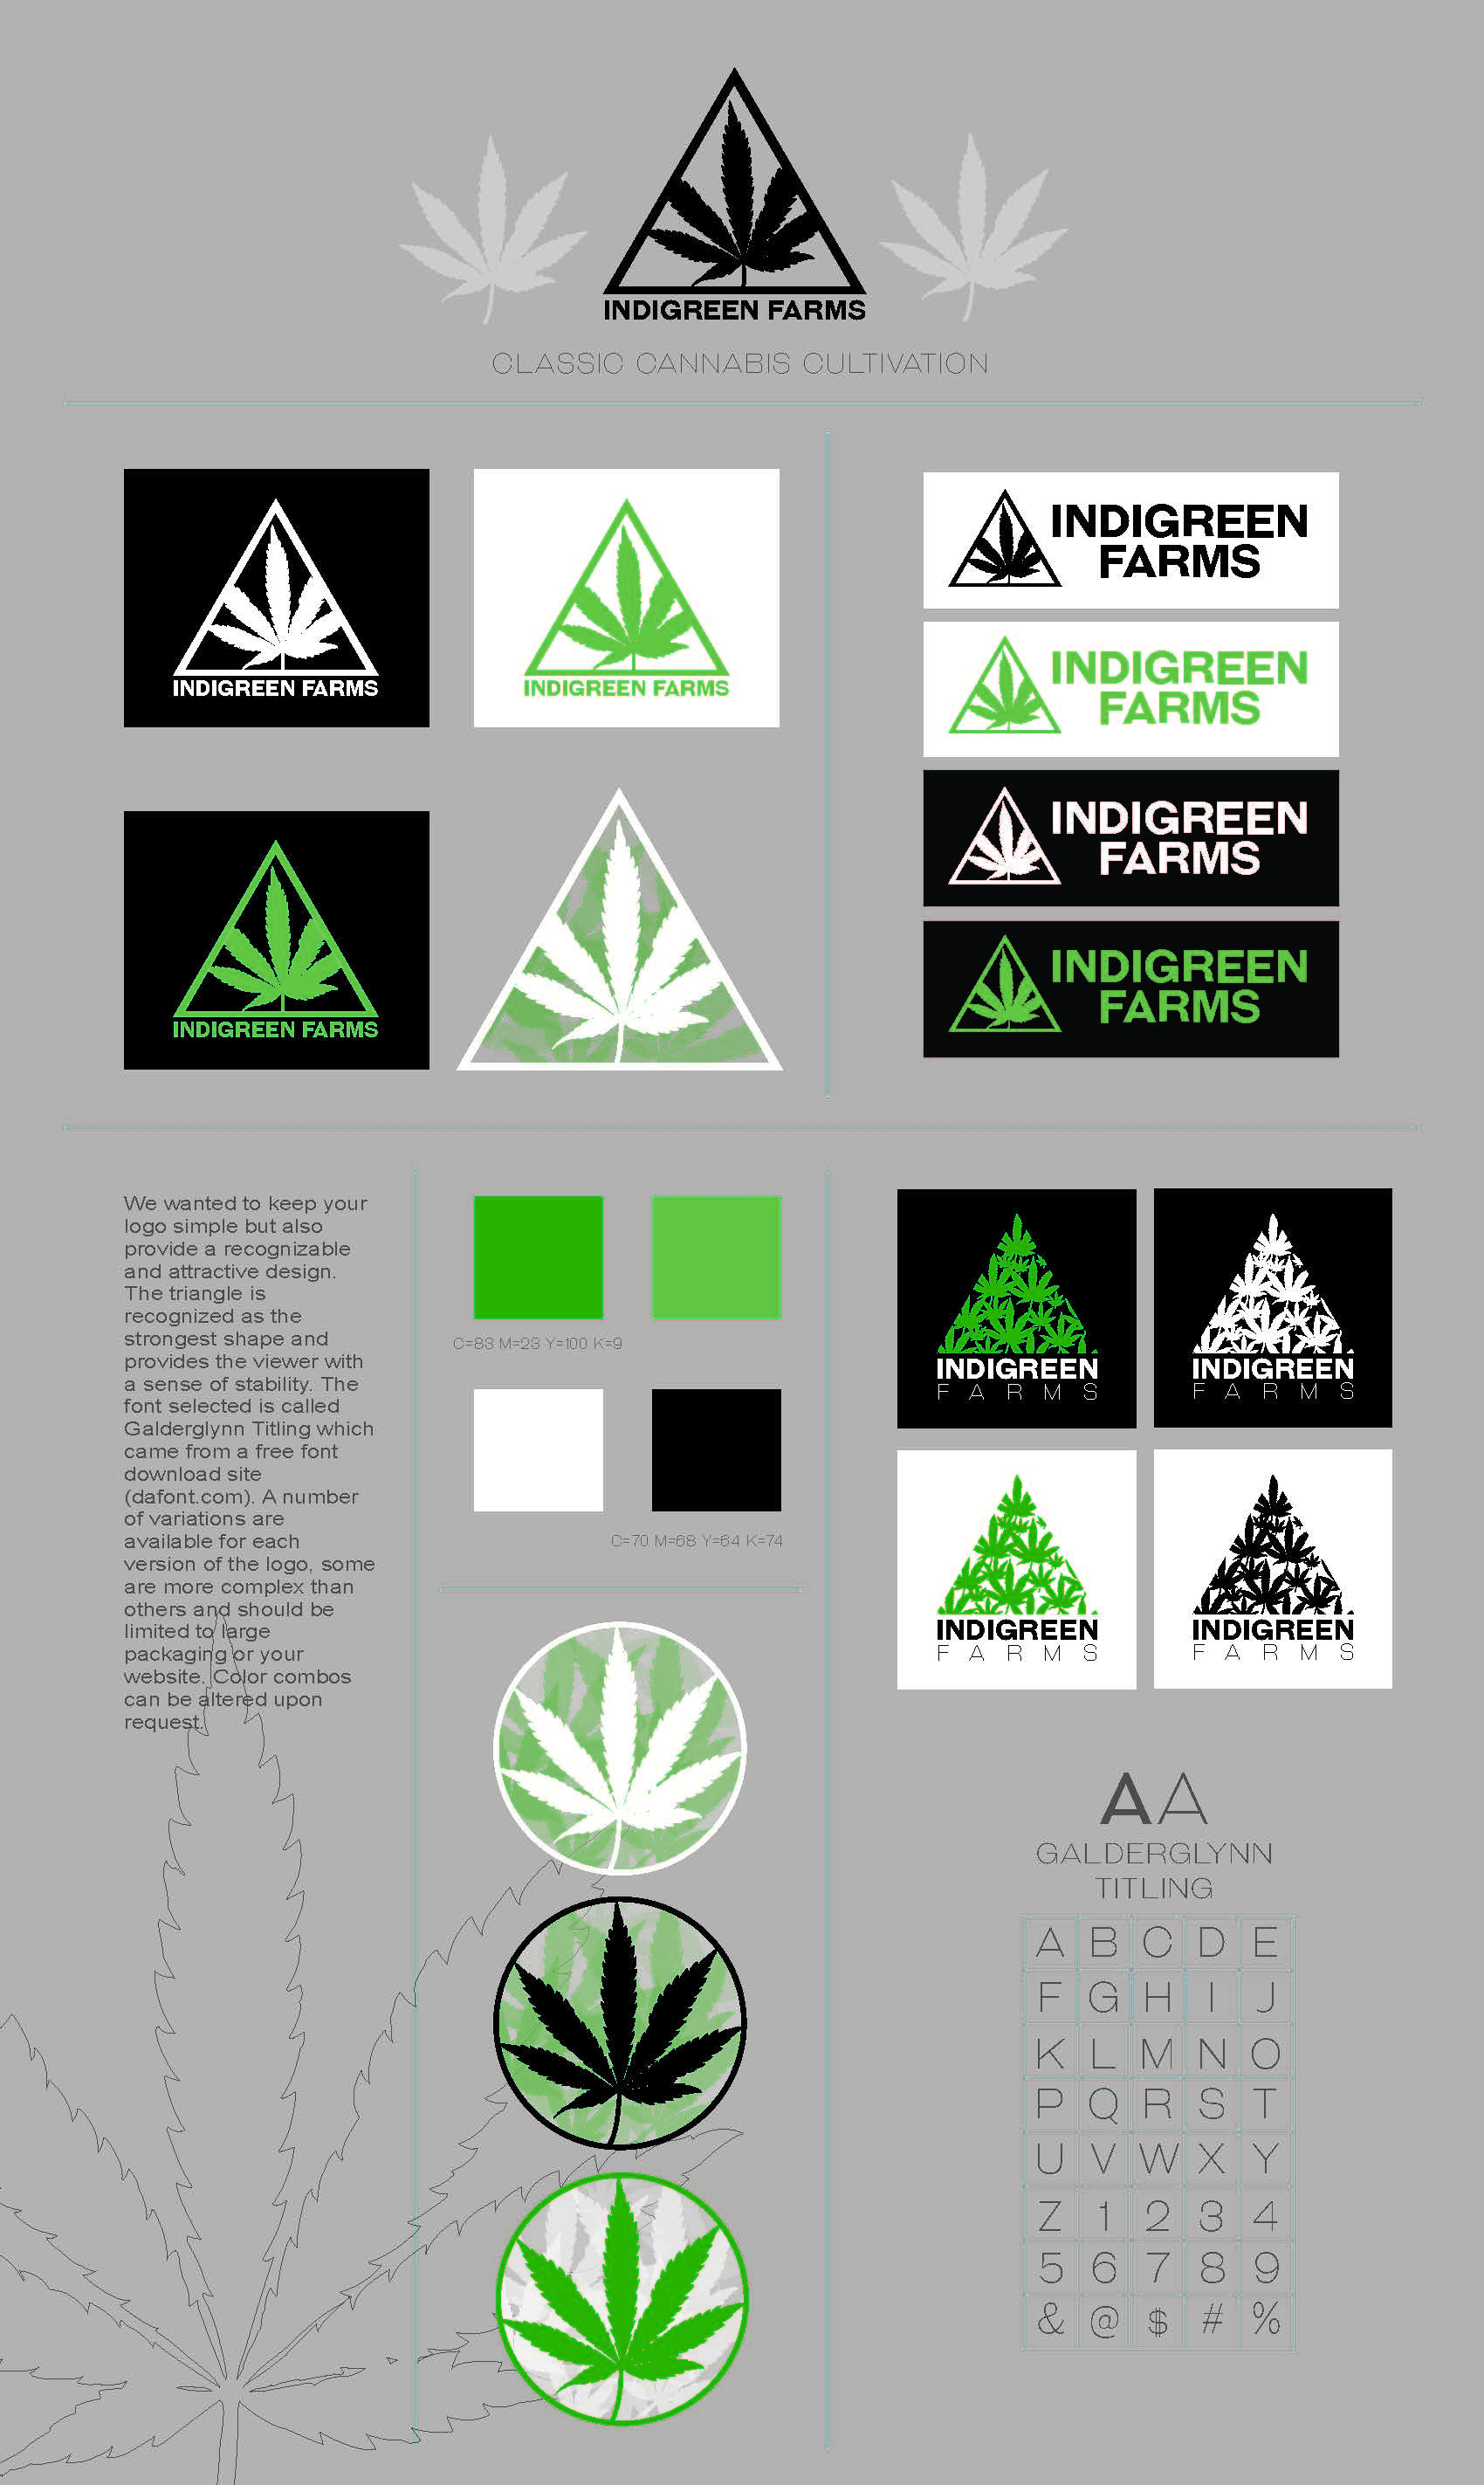 INDIGREEN FARMS
CLASSIC CANNABIS CULTIVATION
INDIGREEN FARMS
INDIGREEN FARMS
INDIGREEN FARMS
INDIGREEN
FARMS
INDIGREEN
FARMS
INDIGREEN
FARMS
INDIGREEN
FARMS
We wanted to keep your
logo simple but also
provide a recognizable
and attractive design.
The triangle is
recognized as the
strongest shape and
provides the viewer with
a sense of stability. The
font selected is called
Galderglynn Titling which
came from a free font
download site
(dafont.com). A number
of variations are
available for each
version of the logo, some
are more complex than
others and should be
limited to large
packaging or your
website. Color combos
can be altered upon
request.
C=83 M=23 Y=100 K=9
C=70 M=68 Y=64 K=74
INDIGREEN
FARMS
INDIGREEN
FARMS
INDIGREEN
FARMS
INDIGREEN
FARMS
AA
GALDERGLYNN
TITLING
A B C D E
F G H I J
K L M N O
P Q R S T
U V W X Y
Z 1 2 3 4
5 6 7 8 9
& @ $ # %